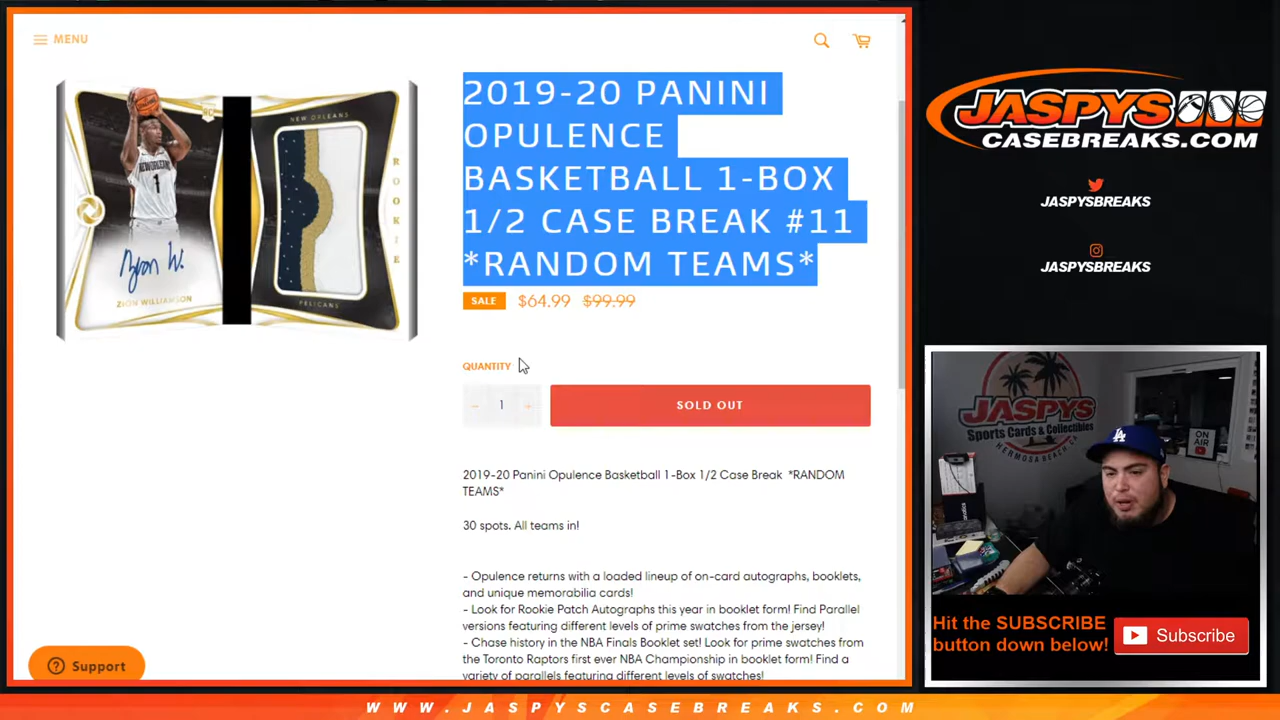 MENU
2019-20 PANINI
OPULENCE
BASKETBALL 1-BOX
1/2 CASE BREAK #11
*RANDOM TEAMS*
SALE $64.99 $99.99
QUANTITY
- 1 +
SOLD OUT
2019-20 Panini Opulence Basketball 1-Box 1/2 Case Break *RANDOM
TEAMS*
30 spots. All teams in!
- Opulence returns with a loaded lineup of on-card autographs, booklets,
and unique memorabilia cards!
- Look for Rookie Patch Autographs this year in booklet form! Find Parallel
versions featuring different levels of prime swatches from the jersey!
- Chase history in the NBA Finals Booklet set! Look for prime swatches from
the Toronto Raptors first ever NBA Championship in booklet form! Find a
variety of parallels featuring different levels of swatches!
NEW ORLEANS
ROOKIE
1
ZION WILLIAMSON
PELICANS
? Support
JASPYS
CASEBREAKS.COM
JASPYSBREAKS
JASPYSBREAKS
JASPYS
Sports Cards & Collectibles
HERMOSA BEACH, CA
ON
AIR
LA
Hit the SUBSCRIBE
button down below!
Subscribe
WWW.JASPYSCASEBREAKS.COM